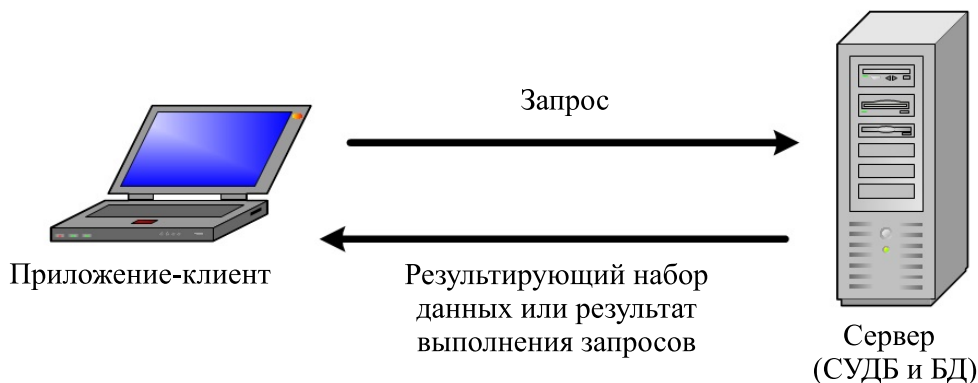 Запрос
Приложение-клиент
Результирующий набор
данных или результат
выполнения запросов
Сервер
(СУДБ и БД)